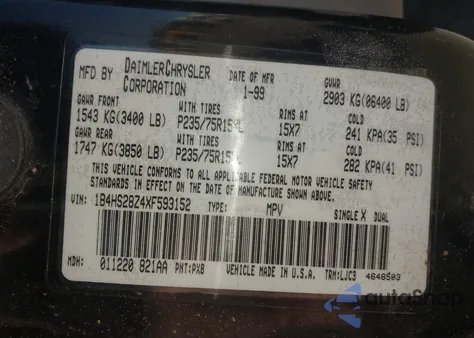 MFD BY DAIMLERCHRYSLER CORPORATION DATE OF MFR 1-99 GVWR 2903 KG(06400 LB)
GAWR FRONT WITH TIRES RIMS AT COLD
1543 KG(3400 LB) P235/75R15XL 15X7 241 KPA(35 PSI)
GAWR REAR WITH TIRES RIMS AT COLD
1747 KG(3850 LB) P235/75R15XL 15X7 282 KPA(41 PSI)
THIS VEHICLE CONFORMS TO ALL APPLICABLE FEDERAL MOTOR VEHICLE SAFETY
STANDARDS IN EFFECT ON THE DATE OF MANUFACTURE SHOWN ABOVE.
VIN: 1B4HS28Z4XF593152 TYPE: MPV SINGLE X DUAL
MDH: 011220 821AA PNT:PX8 VEHICLE MADE IN U.S.A. TRM:LJC3 4648503
autoShop